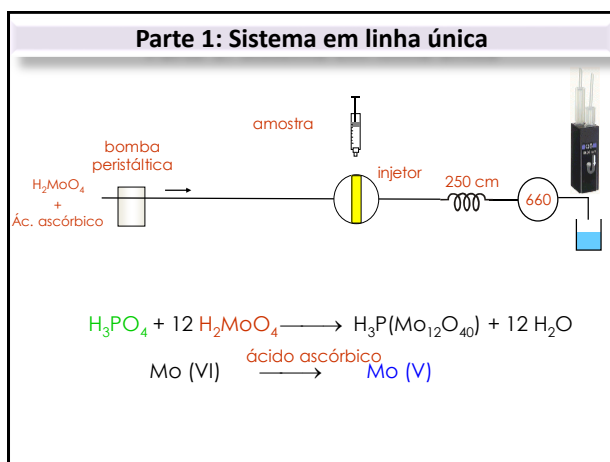 Parte 1: Sistema em linha única
amostra
bomba
peristáltica
injetor
H₂MoO₄
+
Ác. ascórbico
250 cm
660
H₃PO₄ + 12 H₂MoO₄ ⟶ H₃P(Mo₁₂O₄₀) + 12 H₂O
ácido ascórbico
Mo (VI) ⟶ Mo (V)